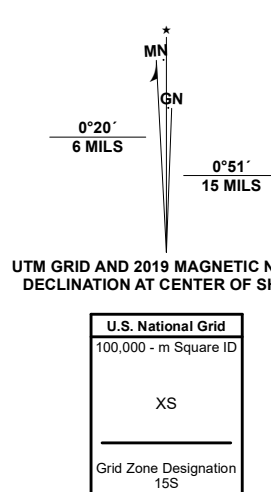 ★
MN
GN
0°20´
6 MILS
0°51´
15 MILS
UTM GRID AND 2019 MAGNETIC
DECLINATION AT CENTER OF
U.S. National Grid
100,000 - m Square ID
XS
Grid Zone Designation
15S